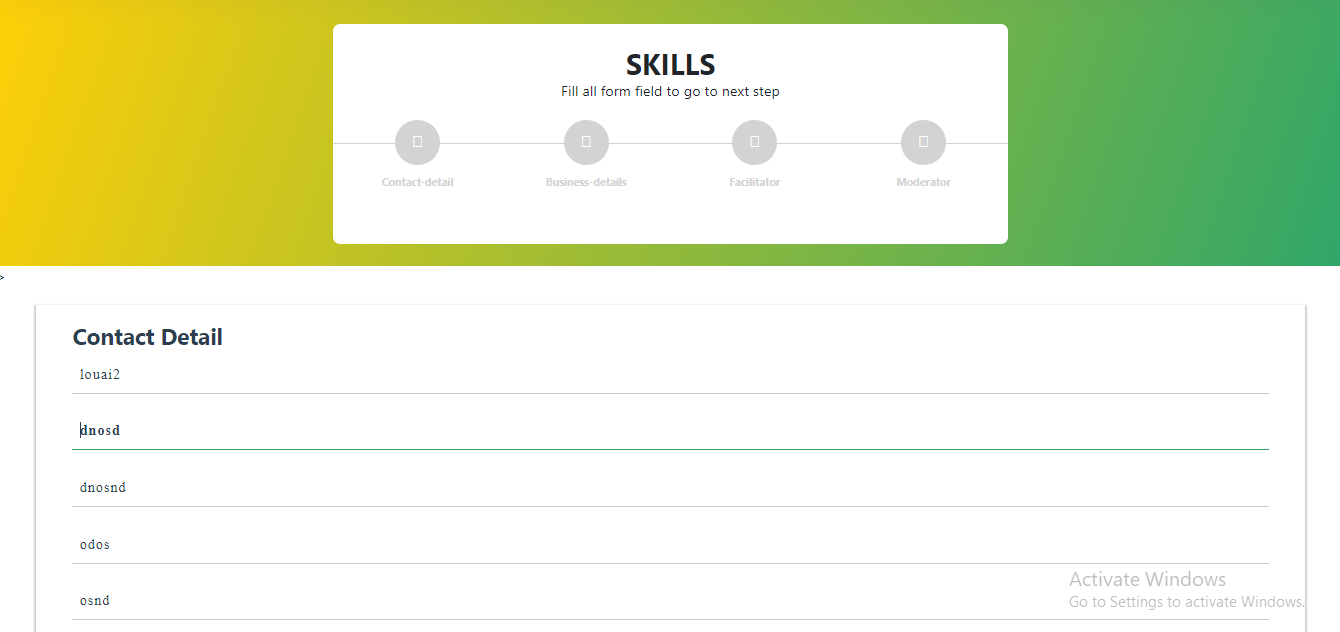 SKILLS
Fill all form field to go to next step
Contact-detail Business-details Facilitator Moderator
>
Contact Detail
louai2
dnosd
dnosnd
odos
osnd
Activate Windows
Go to Settings to activate Windows.